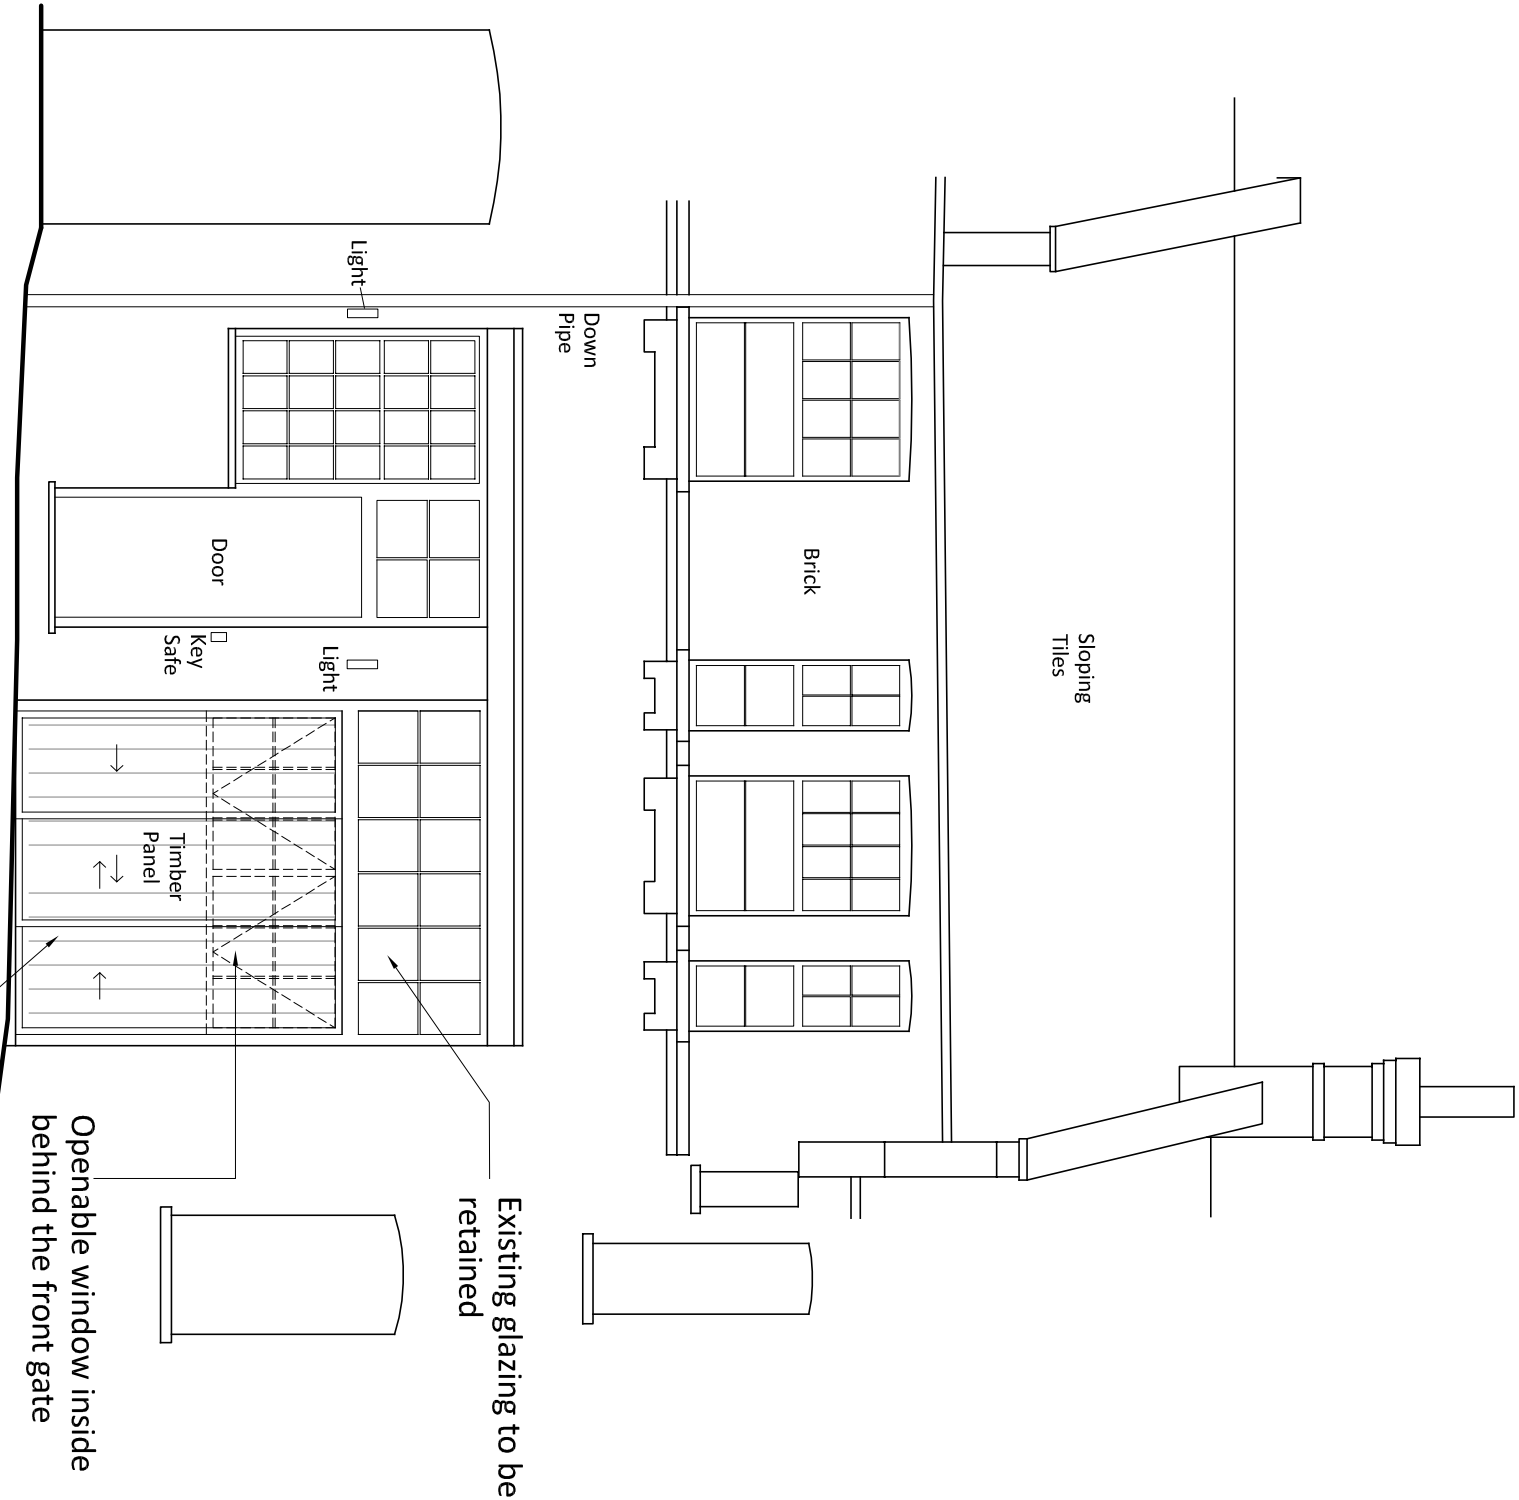 Sloping
Tiles
Brick
Down
Pipe
Light
Door
Key
Safe
Light
Timber
Panel
Existing glazing to be
retained
Openable window inside
behind the front gate